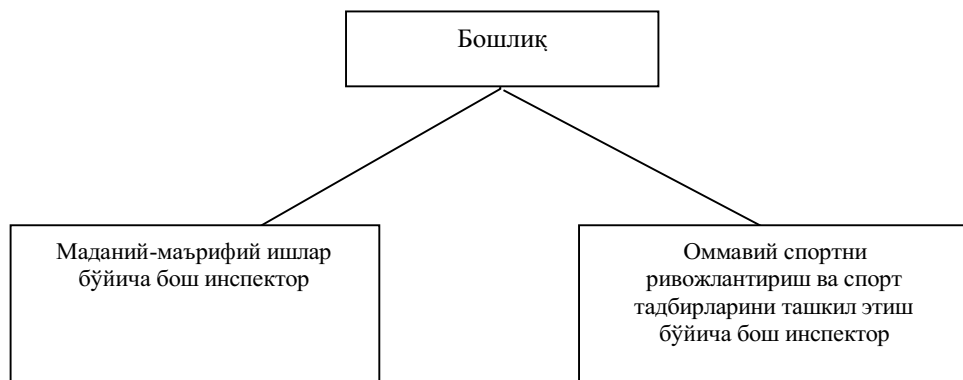 Бошлиқ
Маданий-маърифий ишлар
бўйича бош инспектор
Оммавий спортни
ривожлантириш ва спорт
тадбирларини ташкил этиш
бўйича бош инспектор